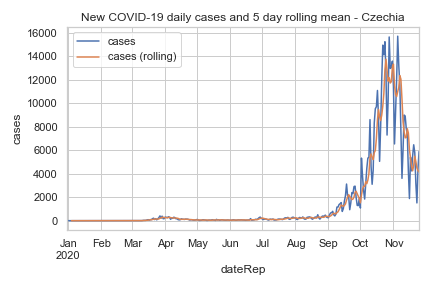 New COVID-19 daily cases and 5 day rolling mean - Czechia
16000
14000
12000
10000
8000
6000
4000
2000
0
cases
cases
cases (rolling)
Jan Feb Mar Apr May Jun Jul Aug Sep Oct Nov
2020
dateRep